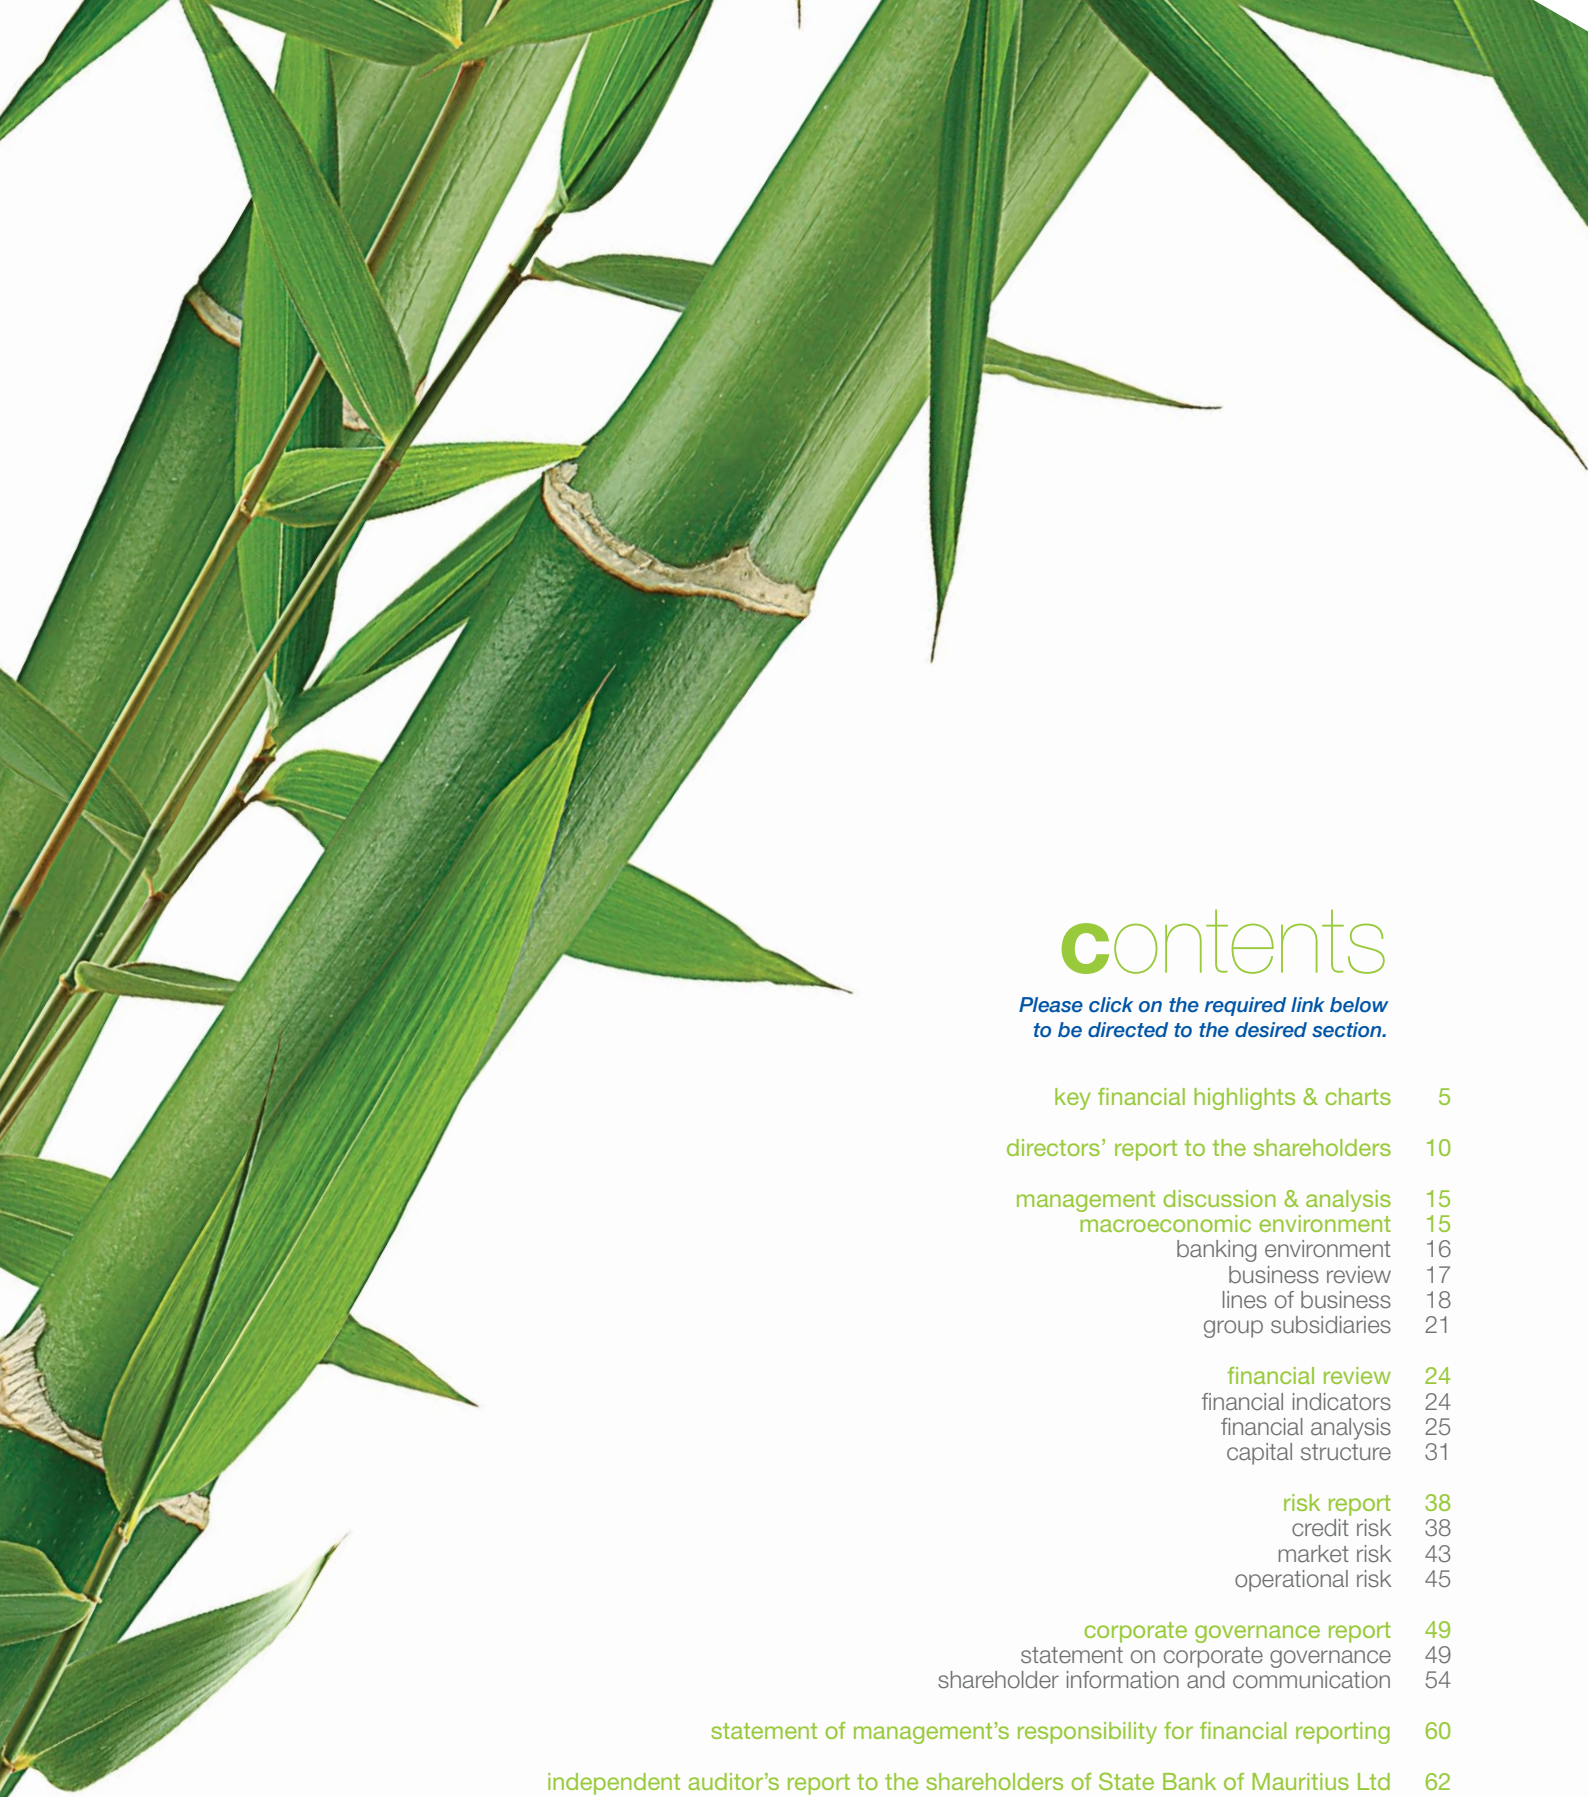 contents
Please click on the required link below
to be directed to the desired section.
key financial highlights & charts 5
directors’ report to the shareholders 10
management discussion & analysis 15
macroeconomic environment 15
banking environment 16
business review 17
lines of business 18
group subsidiaries 21
financial review 24
financial indicators 24
financial analysis 25
capital structure 31
risk report 38
credit risk 38
market risk 43
operational risk 45
corporate governance report 49
statement on corporate governance 49
shareholder information and communication 54
statement of management’s responsibility for financial reporting 60
independent auditor’s report to the shareholders of State Bank of Mauritius Ltd 62